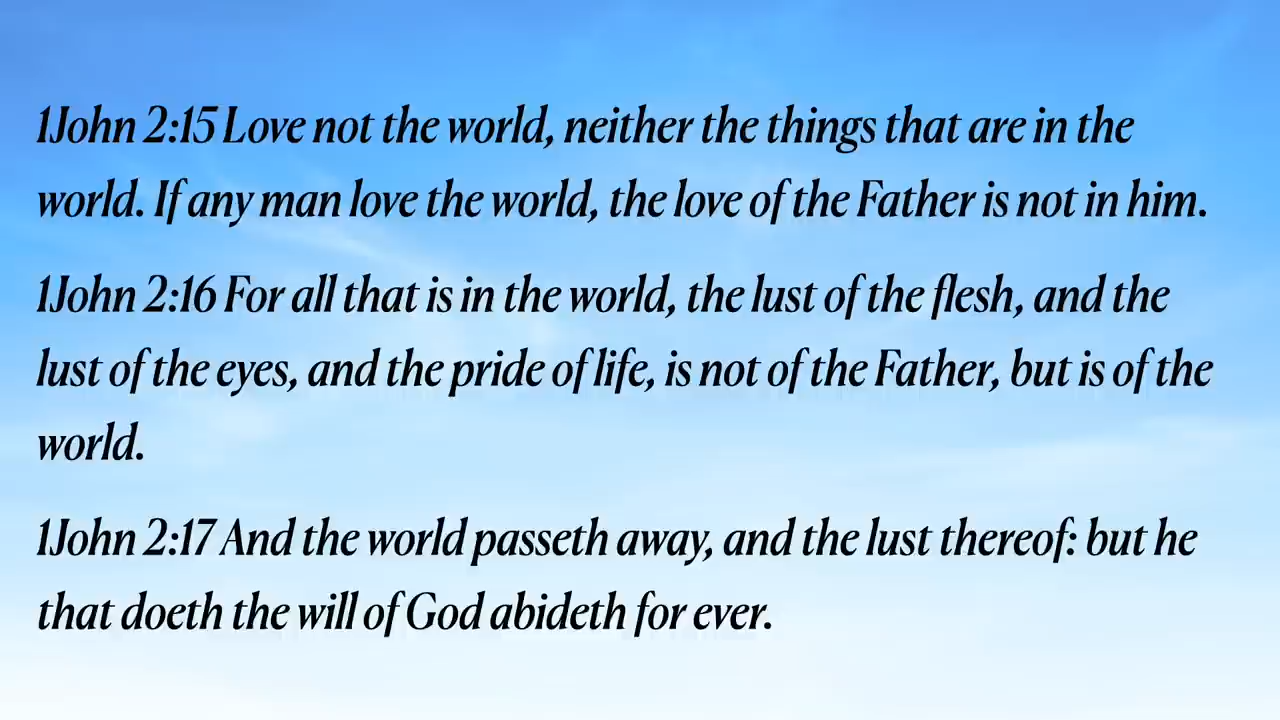 1John 2:15 Love not the world, neither the things that are in the
world. If any man love the world, the love of the Father is not in him.
1John 2:16 For all that is in the world, the lust of the flesh, and the
lust of the eyes, and the pride of life, is not of the Father, but is of the
world.
1John 2:17 And the world passeth away, and the lust thereof: but he
that doeth the will of God abideth for ever.